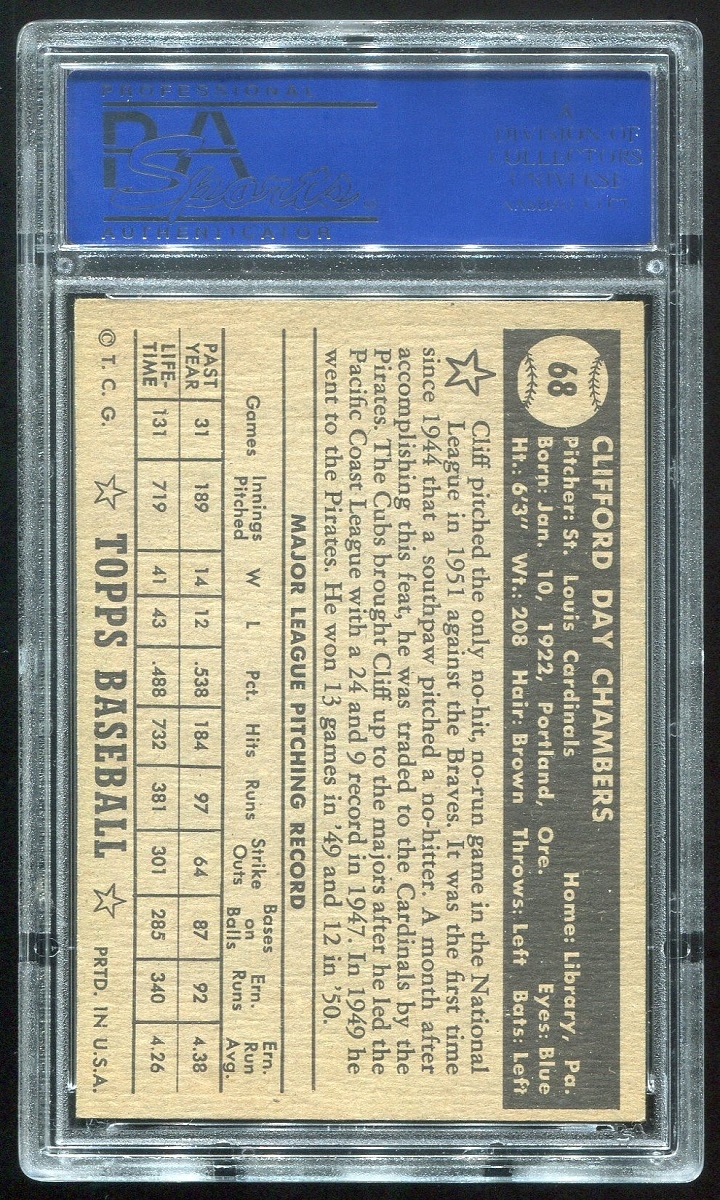 PROFESSIONAL
PSA
Sports
AUTHENTICATOR
A
DIVISION OF
COLLECTORS
UNIVERSE
68
CLIFFORD DAY CHAMBERS
Pitcher: St. Louis Cardinals Home: Library, Pa.
Born: Jan. 10, 1922, Portland, Ore. Eyes: Blue
Ht.: 6'3" Wt.: 208 Hair: Brown Throws: Left Bats: Left
Cliff pitched the only no-hit, no-run game in the National
League in 1951 against the Braves. It was the first time
since 1944 that a southpaw pitched a no-hitter. A month after
accomplishing this feat, he was traded to the Cardinals by the
Pirates. The Cubs brought Cliff up to the majors after he led the
Pacific Coast League with a 24 and 9 record in 1947. In 1949 he
went to the Pirates. He won 13 games in '49 and 12 in '50.
MAJOR LEAGUE PITCHING RECORD
Games Innings Pitched W L Pct. Hits Runs Strike Outs Bases on Balls Ern. Runs Ern. Run Avg.
PAST YEAR 31 189 14 12 .538 184 97 64 87 92 4.38
LIFE-TIME 131 719 41 43 .488 732 381 301 285 340 4.26
© T. C. G. ☆ TOPPS BASEBALL ☆ PRTD. IN U.S.A.